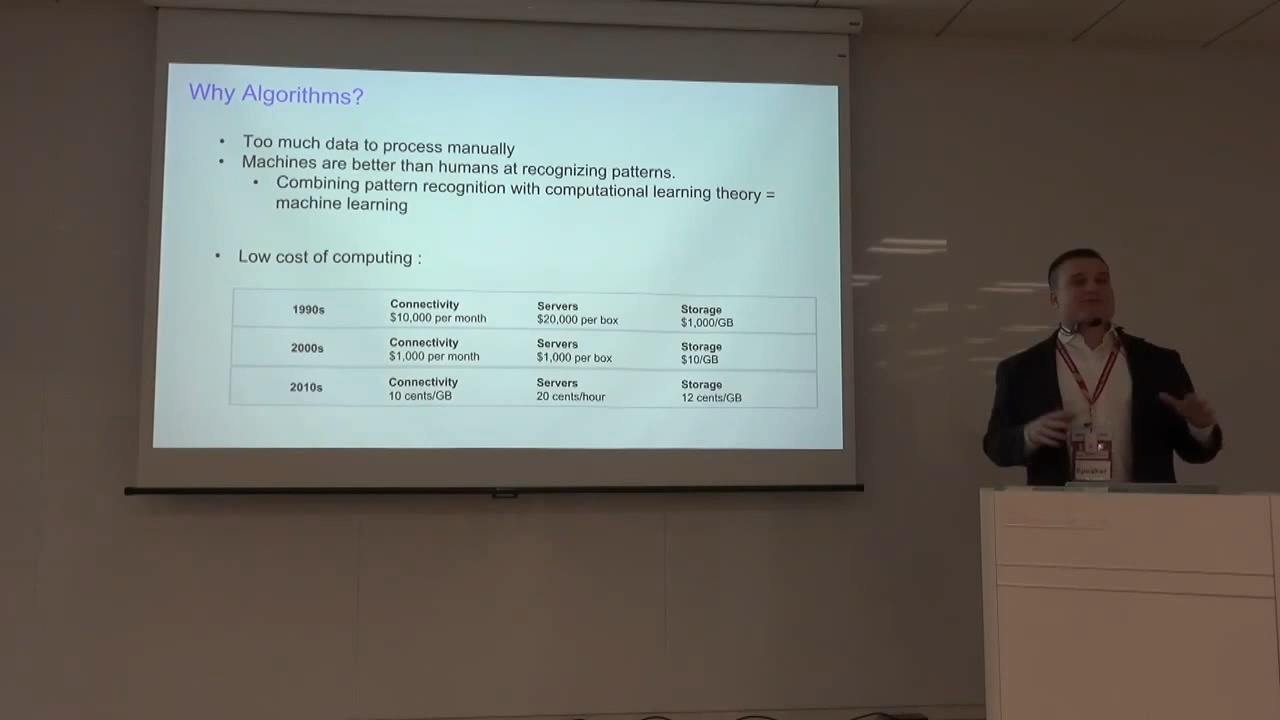 Why Algorithms?
• Too much data to process manually
• Machines are better than humans at recognizing patterns.
• Combining pattern recognition with computational learning theory =
machine learning
• Low cost of computing :
1990s Connectivity Servers Storage
$10,000 per month $20,000 per box $1,000/GB
2000s Connectivity Servers Storage
$1,000 per month $1,000 per box $10/GB
2010s Connectivity Servers Storage
10 cents/GB 20 cents/hour 12 cents/GB
Speaker